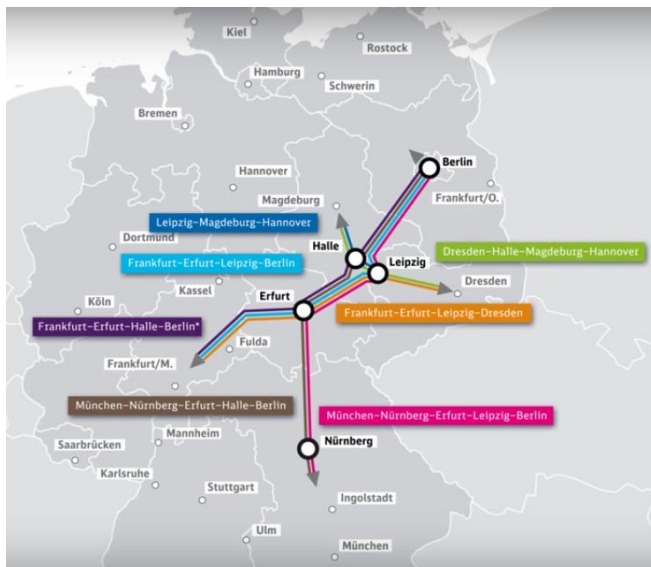 Kiel
Rostock
Hamburg
Schwerin
Bremen
Berlin
Hannover
Frankfurt/O.
Magdeburg
Leipzig–Magdeburg–Hannover
Dortmund
Halle
Dresden–Halle–Magdeburg–Hannover
Frankfurt–Erfurt–Leipzig–Berlin
Leipzig
Kassel
Dresden
Köln
Erfurt
Frankfurt–Erfurt–Leipzig–Dresden
Frankfurt–Erfurt–Halle–Berlin*
Fulda
Frankfurt/M.
München–Nürnberg–Erfurt–Halle–Berlin
München–Nürnberg–Erfurt–Leipzig–Berlin
Mannheim
Nürnberg
Saarbrücken
Karlsruhe
Stuttgart
Ingolstadt
Ulm
München